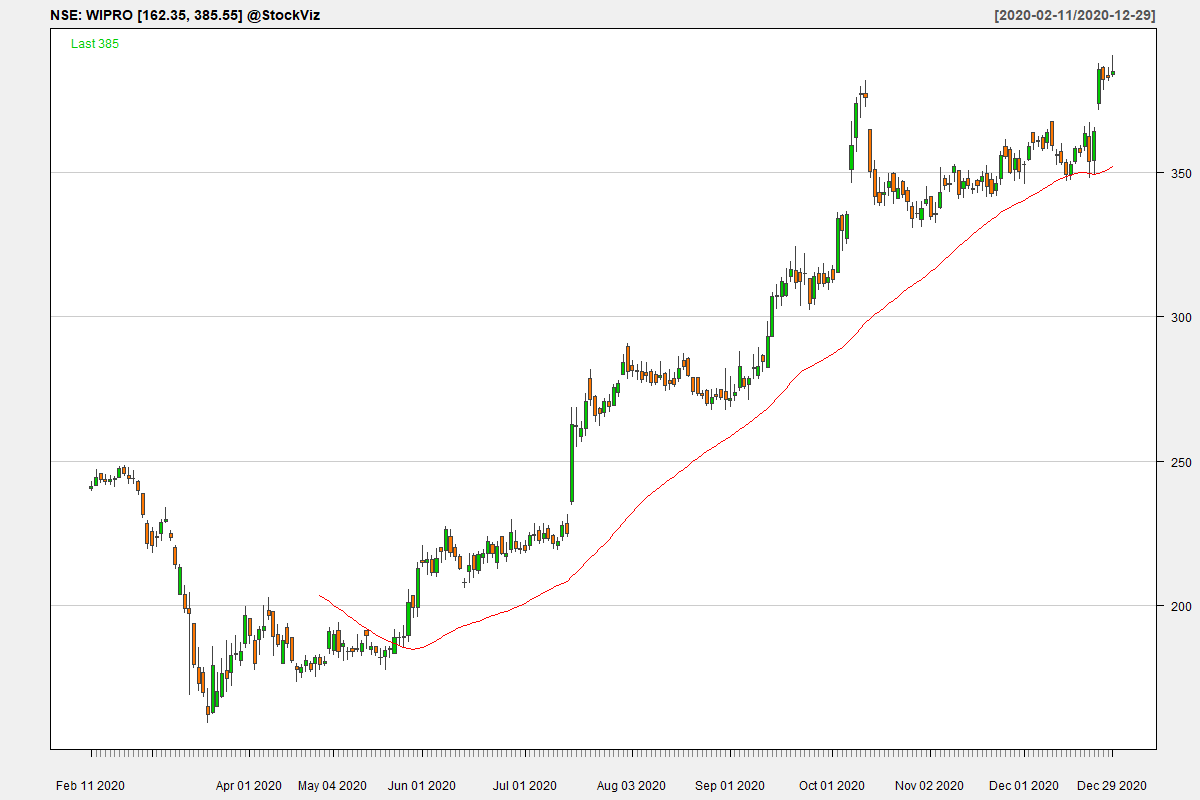 NSE: WIPRO [162.35, 385.55] @StockViz [2020-02-11/2020-12-29]
Last 385
350
300
250
200
Feb 11 2020 Apr 01 2020 May 04 2020 Jun 01 2020 Jul 01 2020 Aug 03 2020 Sep 01 2020 Oct 01 2020 Nov 02 2020 Dec 01 2020 Dec 29 2020